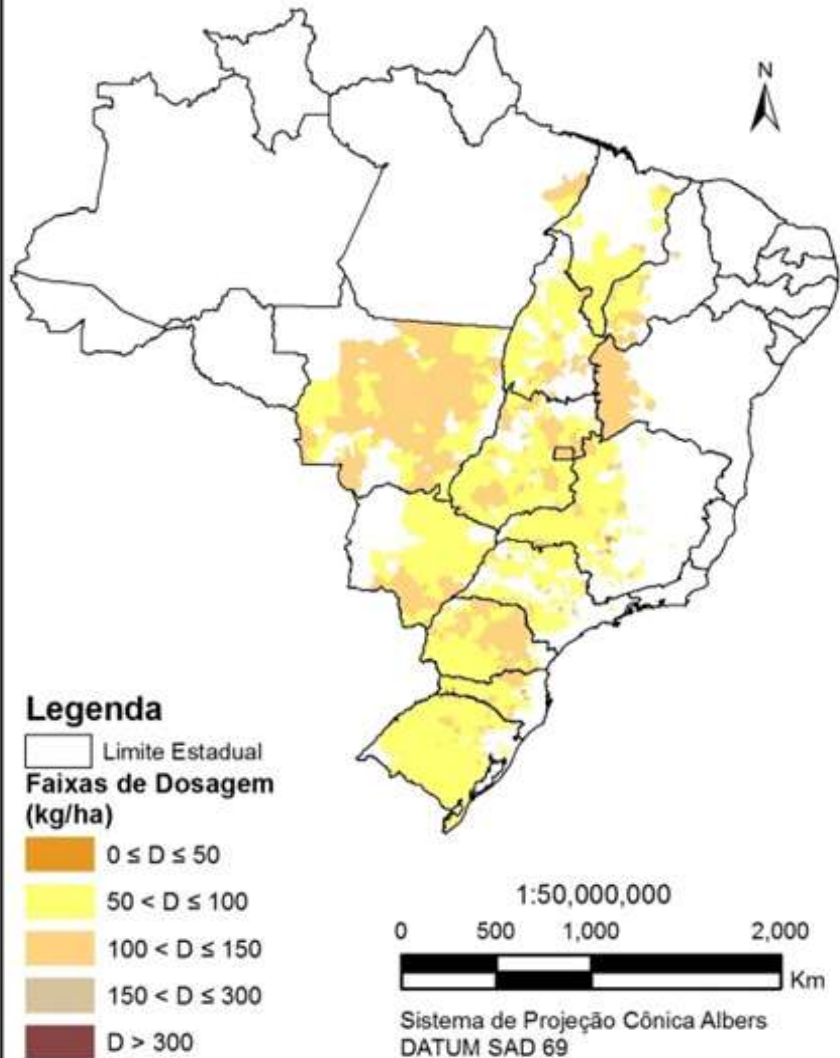 N
Legenda
Limite Estadual
Faixas de Dosagem
(kg/ha)
0 ≤ D ≤ 50
50 < D ≤ 100
100 < D ≤ 150
150 < D ≤ 300
D > 300
1:50,000,000
0 500 1,000 2,000
Km
Sistema de Projeção Cônica Albers
DATUM SAD 69